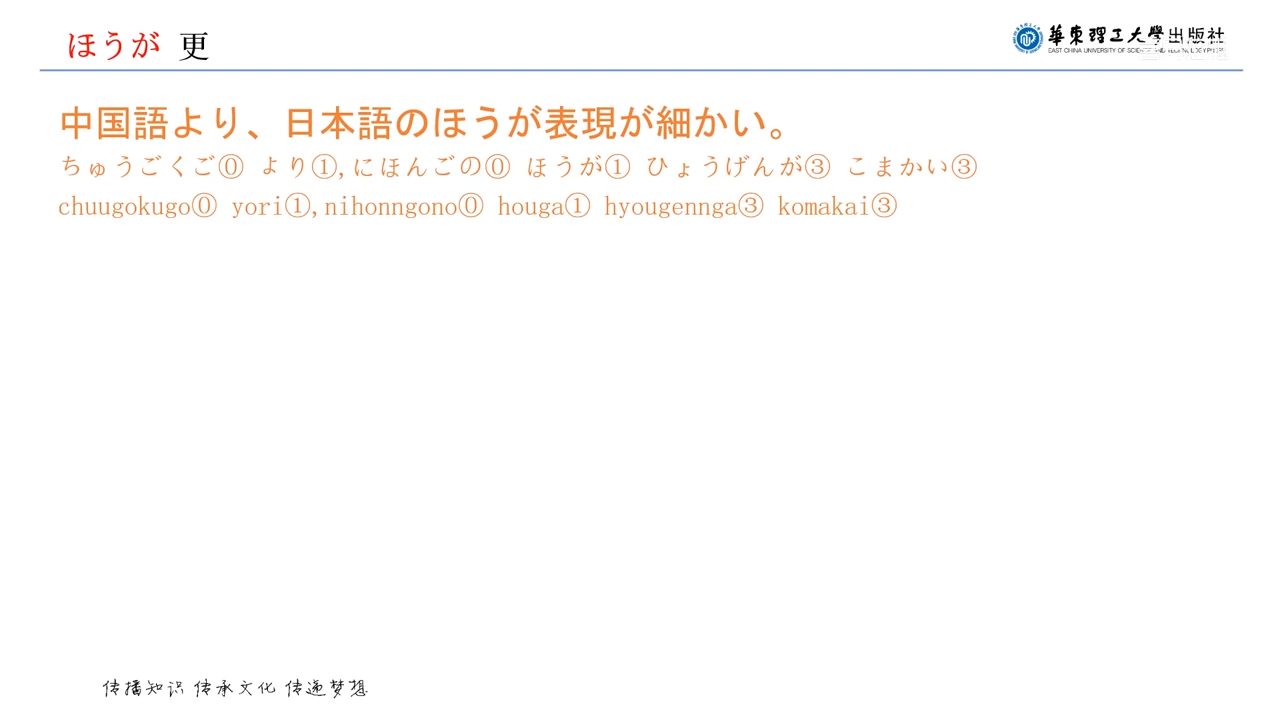 ほうが 更
華東理工大學出版社
中国語より、日本語のほうが表現が細かい。
ちゅうごくご⓪ より①,にほんごの⓪ ほうが① ひょうげんが③ こまかい③
chuugokugo⓪ yori①,nihonngono⓪ houga① hyougennga③ komakai③
传播知识 传承文化 传递梦想